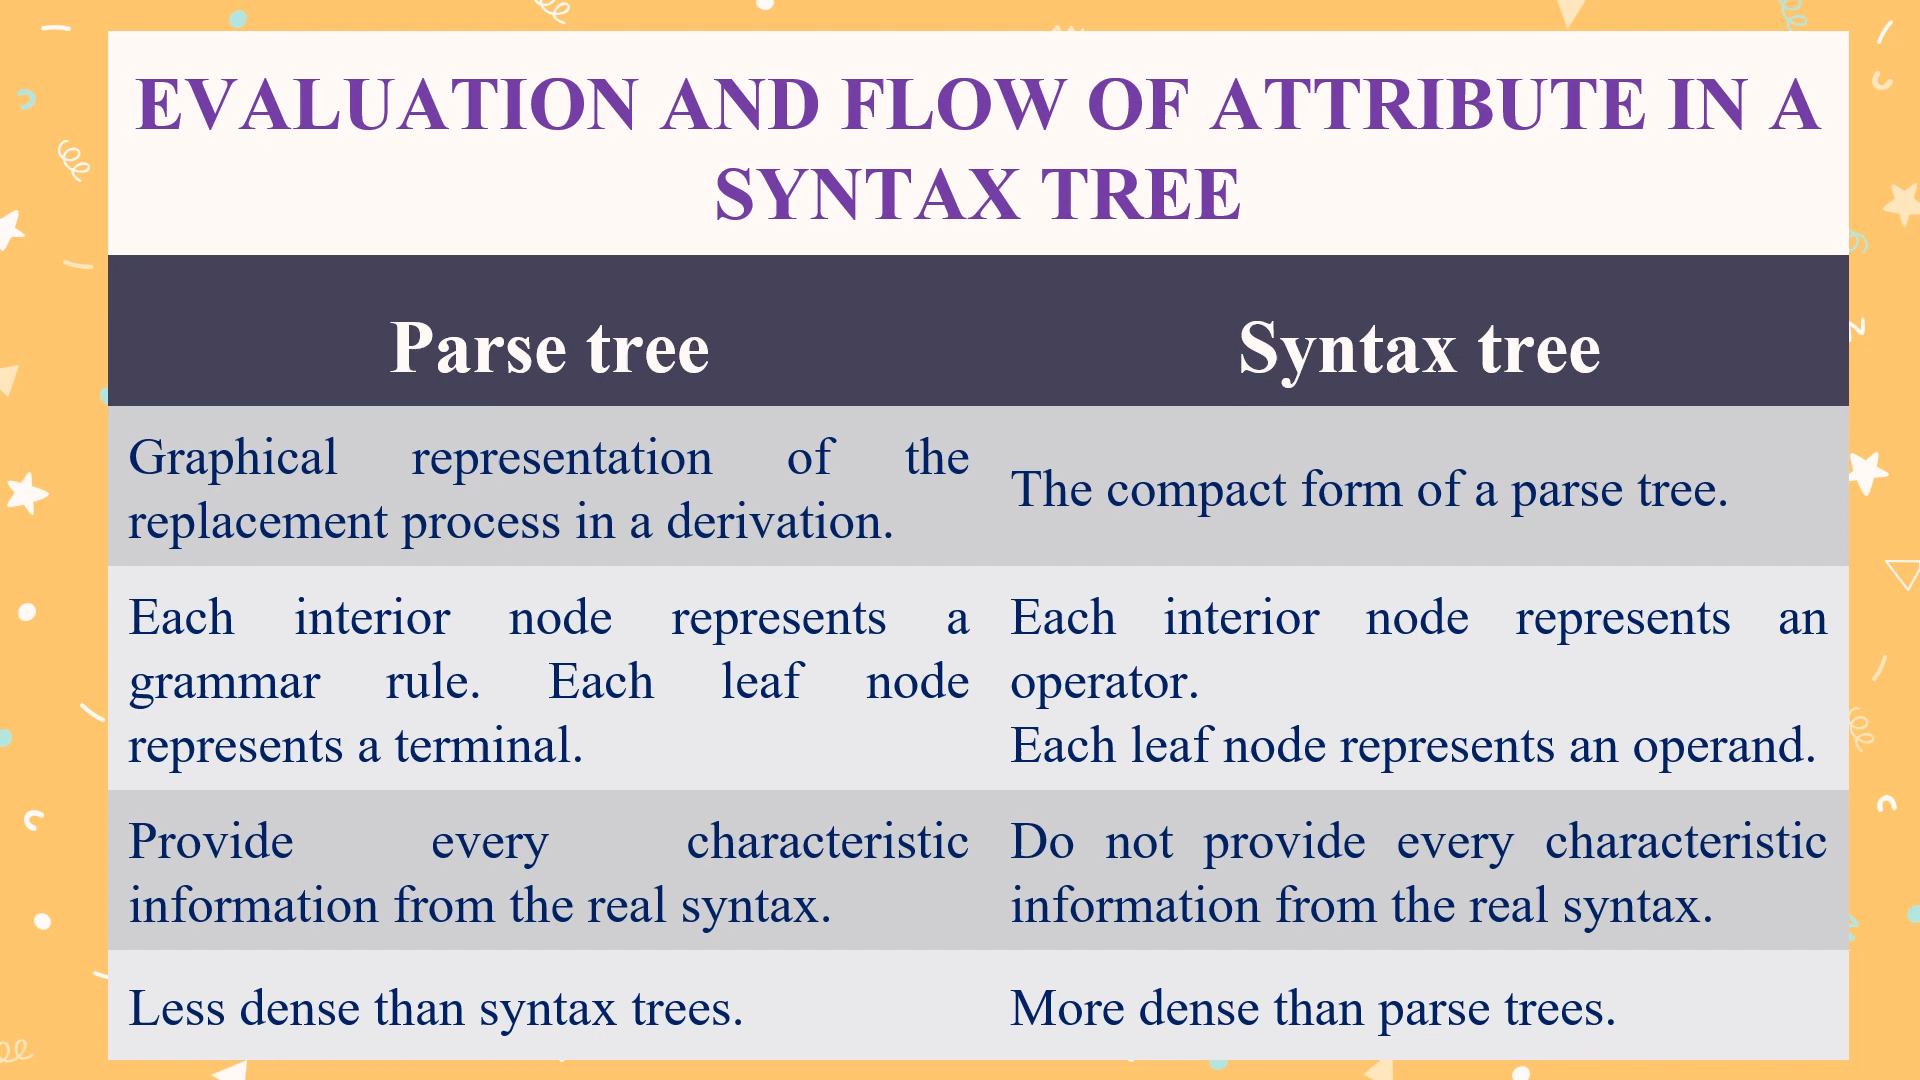 EVALUATION AND FLOW OF ATTRIBUTE IN A
SYNTAX TREE
Parse tree
Syntax tree
Graphical representation of the
replacement process in a derivation.
The compact form of a parse tree.
Each interior node represents a
grammar rule. Each leaf node
represents a terminal.
Each interior node represents an
operator.
Each leaf node represents an operand.
Provide every characteristic
information from the real syntax.
Do not provide every characteristic
information from the real syntax.
Less dense than syntax trees.
More dense than parse trees.